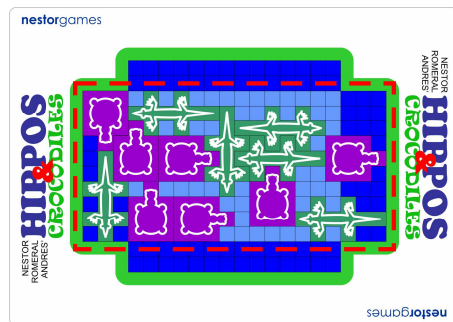 nestorgames
NESTOR
ROMERAL
ANDRES'
HIPPOS
&
CROCODILES
NESTOR
ROMERAL
ANDRES'
HIPPOS
&
CROCODILES
nestorgames